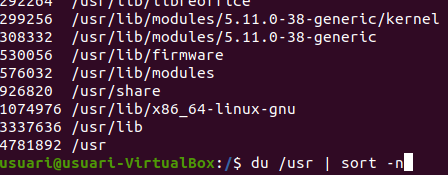 292264 /usr/lib/libreoffice
299256 /usr/lib/modules/5.11.0-38-generic/kernel
308332 /usr/lib/modules/5.11.0-38-generic
530056 /usr/lib/firmware
576032 /usr/lib/modules
926820 /usr/share
1074976 /usr/lib/x86_64-linux-gnu
3337636 /usr/lib
4781892 /usr
usuari@usuari-VirtualBox:/$ du /usr | sort -n